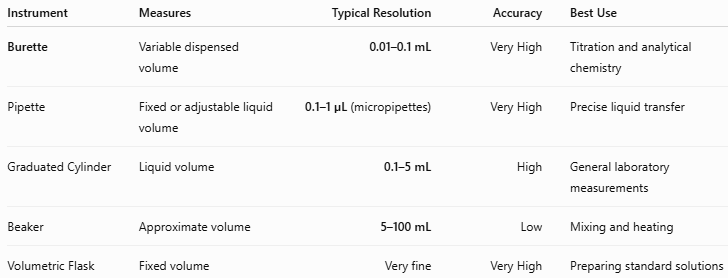 Instrument Measures Typical Resolution Accuracy Best Use
Burette Variable dispensed 0.01–0.1 mL Very High Titration and analytical
volume chemistry
Pipette Fixed or adjustable liquid 0.1–1 µL (micropipettes) Very High Precise liquid transfer
volume
Graduated Cylinder Liquid volume 0.1–5 mL High General laboratory
measurements
Beaker Approximate volume 5–100 mL Low Mixing and heating
Volumetric Flask Fixed volume Very fine Very High Preparing standard solutions